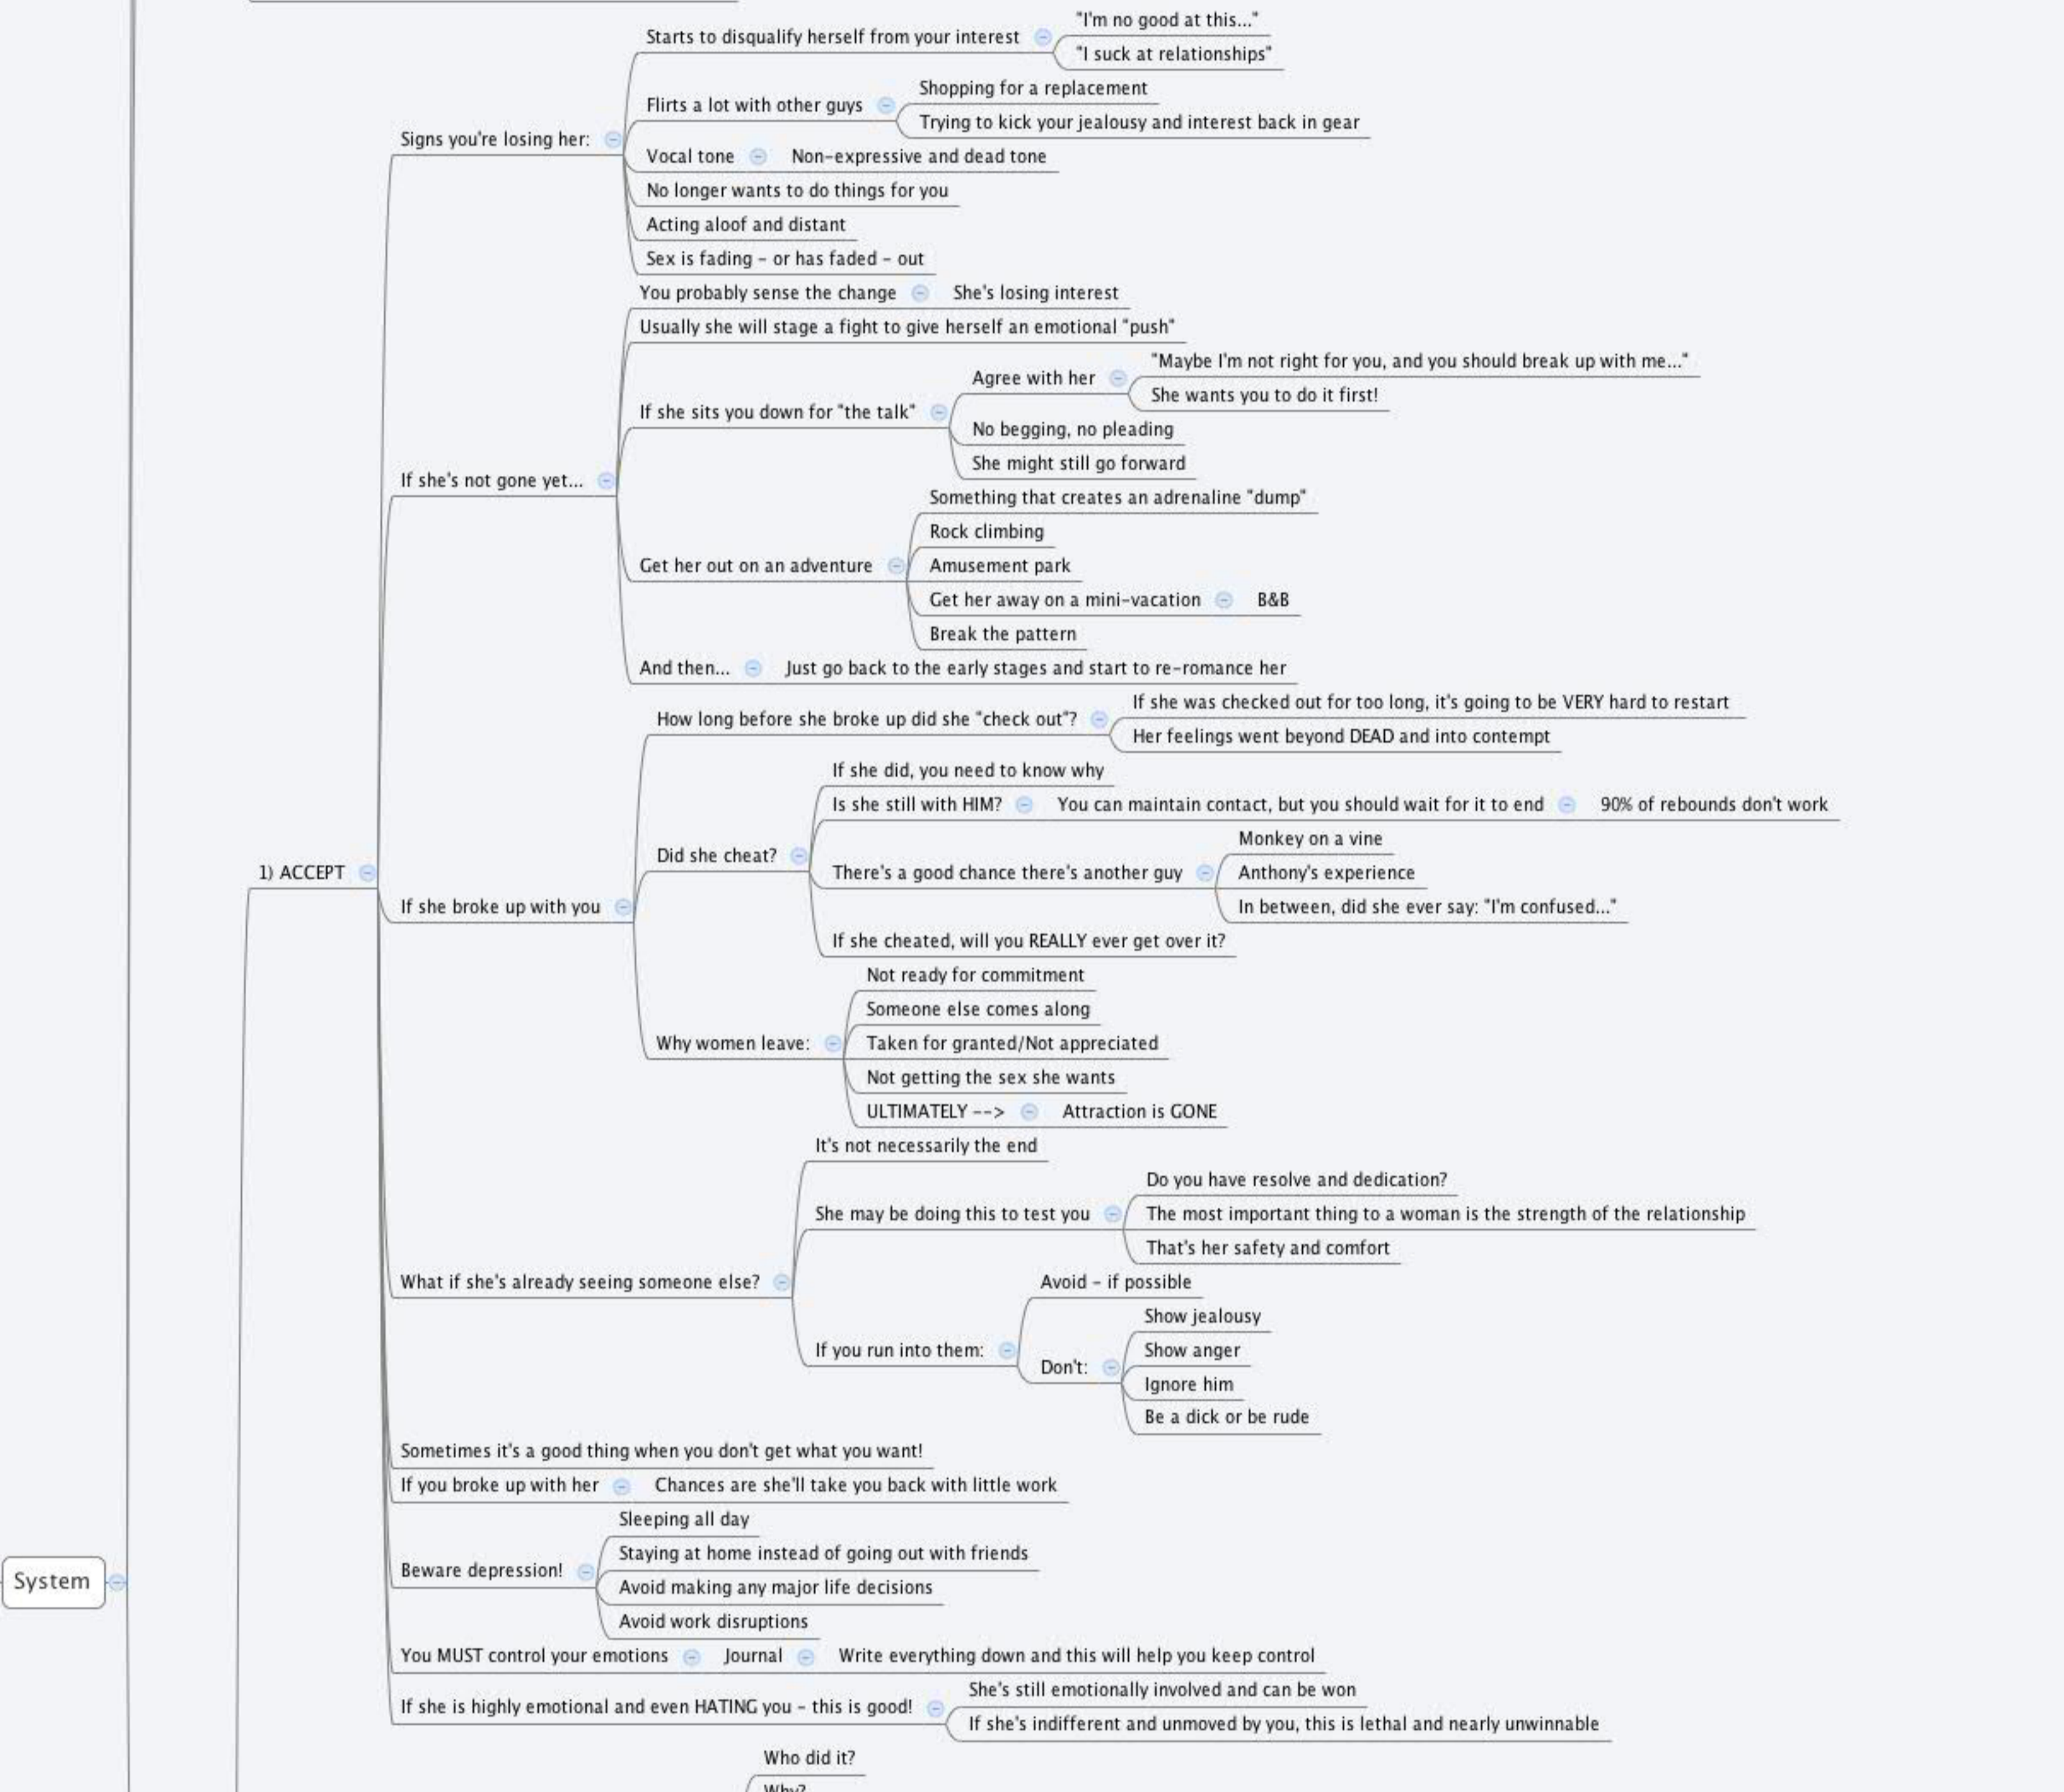 Starts to disqualify herself from your interest
"I'm no good at this..."
"I suck at relationships"
Flirts a lot with other guys
Shopping for a replacement
Trying to kick your jealousy and interest back in gear
Signs you're losing her:
Vocal tone
Non-expressive and dead tone
No longer wants to do things for you
Acting aloof and distant
Sex is fading - or has faded - out
You probably sense the change
She's losing interest
Usually she will stage a fight to give herself an emotional "push"
If she sits you down for "the talk"
Agree with her
"Maybe I'm not right for you, and you should break up with me..."
She wants you to do it first!
No begging, no pleading
She might still go forward
If she's not gone yet...
Get her out on an adventure
Something that creates an adrenaline "dump"
Rock climbing
Amusement park
Get her away on a mini-vacation
B&B
Break the pattern
And then...
Just go back to the early stages and start to re-romance her
How long before she broke up did she "check out"?
If she was checked out for too long, it's going to be VERY hard to restart
Her feelings went beyond DEAD and into contempt
1) ACCEPT
If she broke up with you
Did she cheat?
If she did, you need to know why
Is she still with HIM?
You can maintain contact, but you should wait for it to end
90% of rebounds don't work
There's a good chance there's another guy
Monkey on a vine
Anthony's experience
In between, did she ever say: "I'm confused..."
If she cheated, will you REALLY ever get over it?
Why women leave:
Not ready for commitment
Someone else comes along
Taken for granted/Not appreciated
Not getting the sex she wants
ULTIMATELY -->
Attraction is GONE
What if she's already seeing someone else?
It's not necessarily the end
She may be doing this to test you
Do you have resolve and dedication?
The most important thing to a woman is the strength of the relationship
That's her safety and comfort
If you run into them:
Avoid - if possible
Don't:
Show jealousy
Show anger
Ignore him
Be a dick or be rude
Sometimes it's a good thing when you don't get what you want!
If you broke up with her
Chances are she'll take you back with little work
System
Beware depression!
Sleeping all day
Staying at home instead of going out with friends
Avoid making any major life decisions
Avoid work disruptions
You MUST control your emotions
Journal
Write everything down and this will help you keep control
If she is highly emotional and even HATING you - this is good!
She's still emotionally involved and can be won
If she's indifferent and unmoved by you, this is lethal and nearly unwinnable
Who did it?
Why?